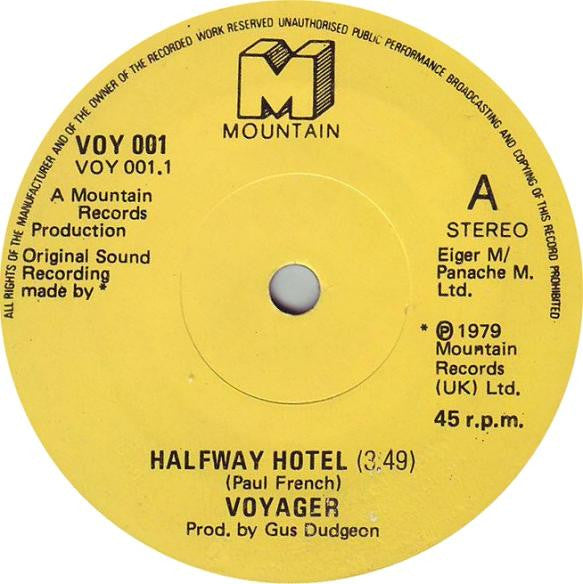 ALL RIGHTS OF THE MANUFACTURER AND OF THE OWNER OF THE RECORDED WORK RESERVED UNAUTHORISED PUBLIC PERFORMANCE BROADCASTING AND COPYING OF THIS RECORD PROHIBITED
M
MOUNTAIN
VOY 001
VOY 001.1
A Mountain
Records
Production
Original Sound
Recording
made by *
A
STEREO
Eiger M/
Panache M.
Ltd.
* ℗ 1979
Mountain
Records
(UK) Ltd.
45 r.p.m.
HALFWAY HOTEL (3.49)
(Paul French)
VOYAGER
Prod. by Gus Dudgeon